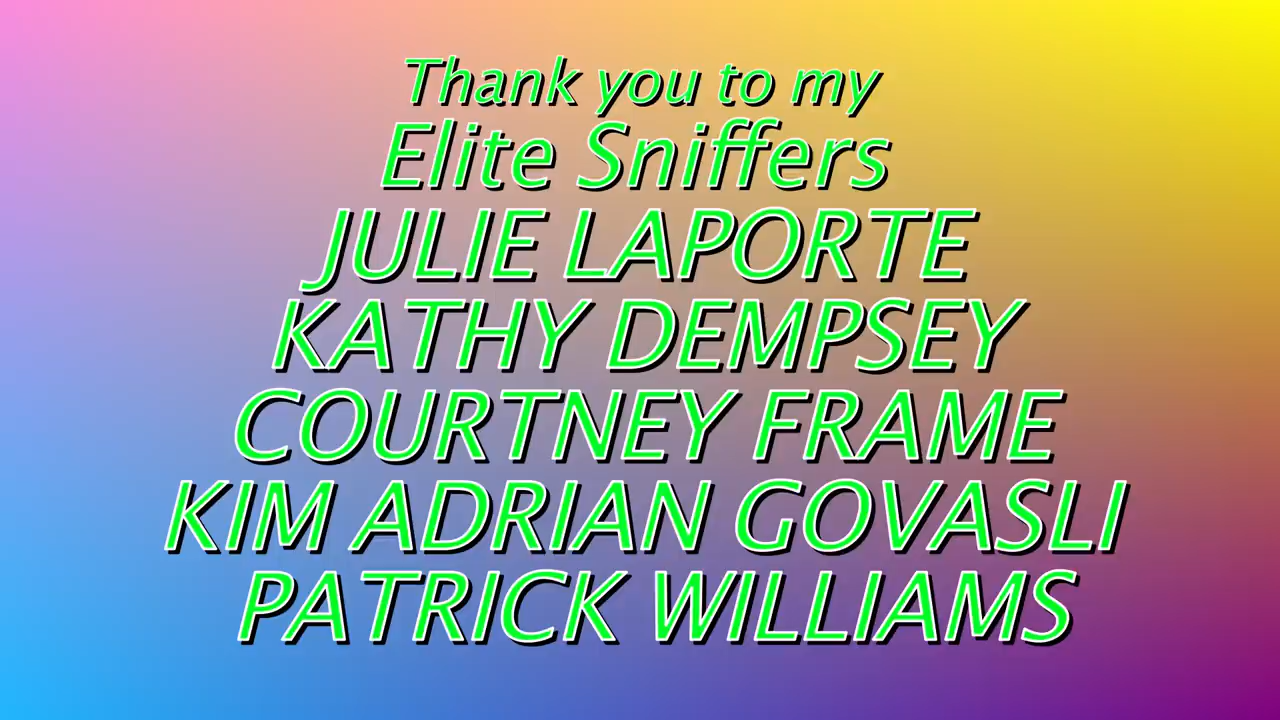 Thank you to my
Elite Sniffers
JULIE LAPORTE
KATHY DEMPSEY
COURTNEY FRAME
KIM ADRIAN GOVASLI
PATRICK WILLIAMS